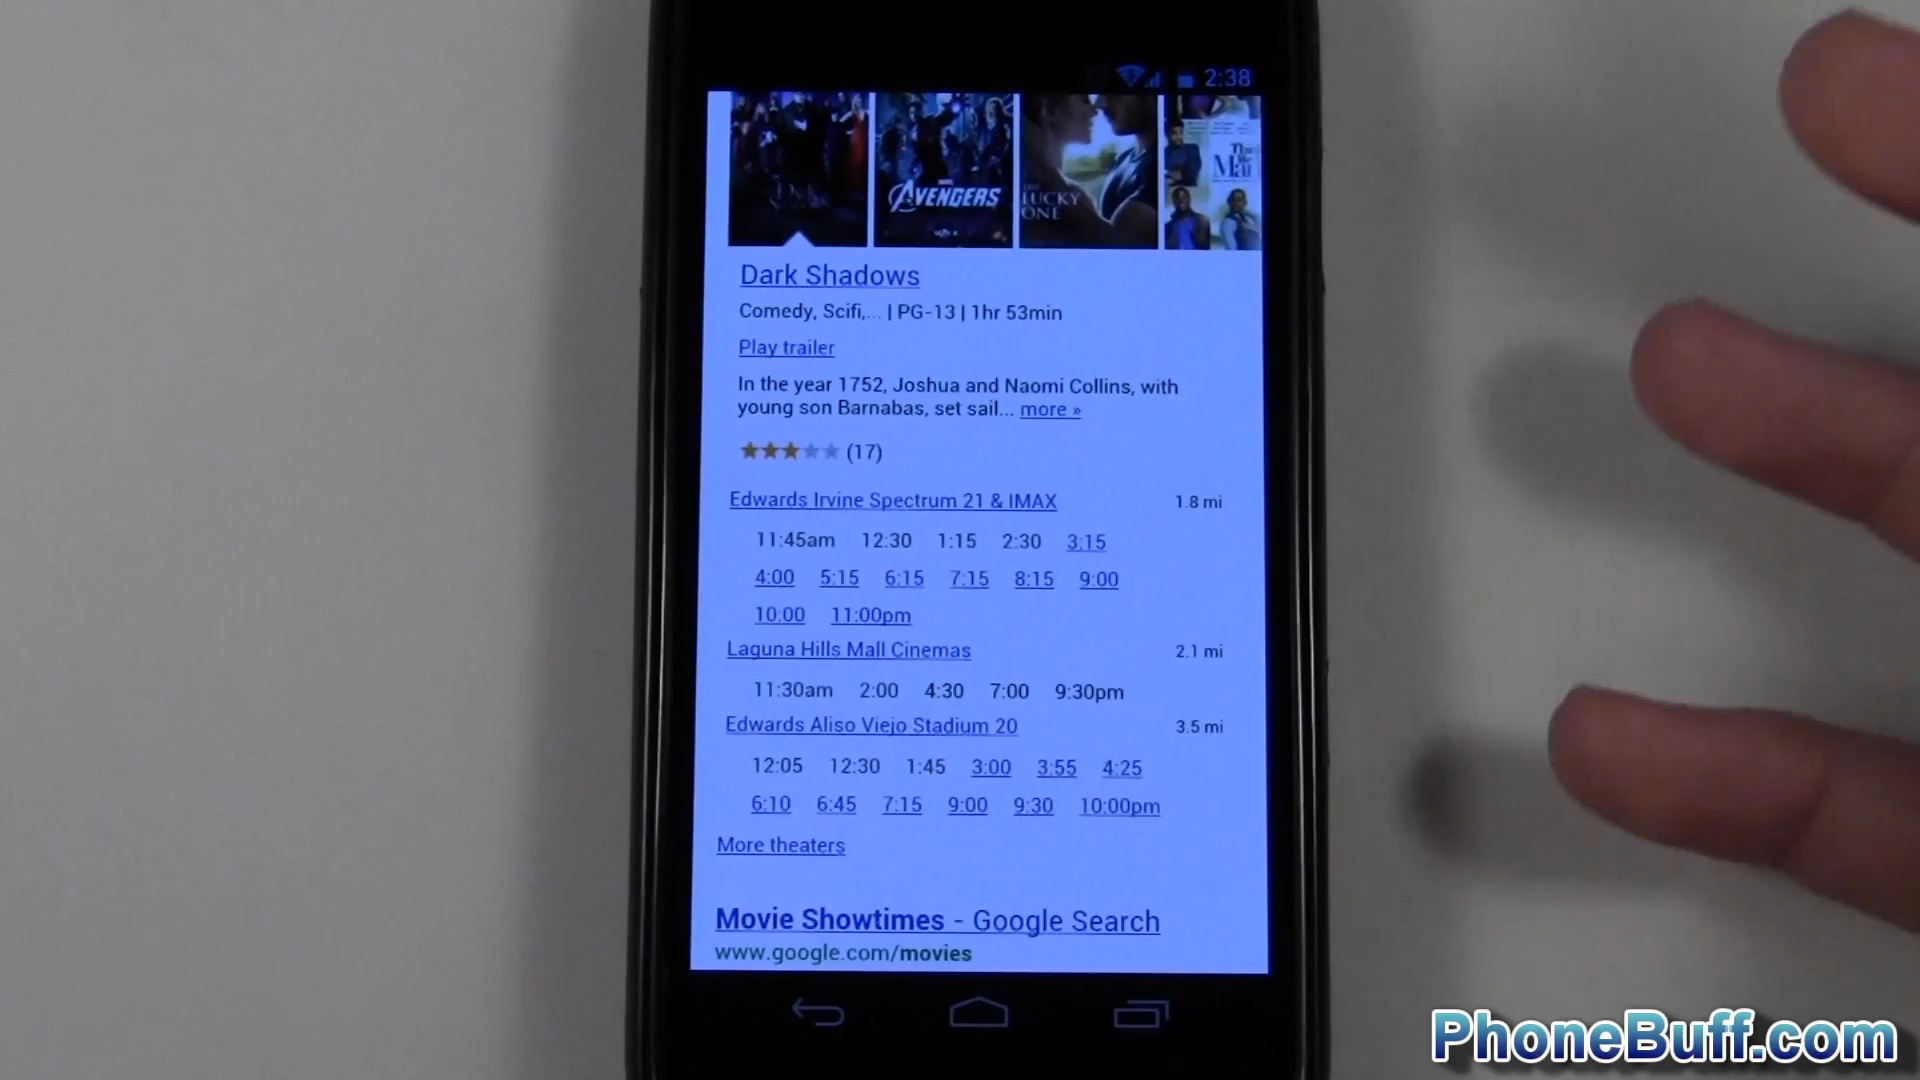 2:38
MARVEL
AVENGERS
THE
LUCKY
ONE
Dark Shadows
Comedy, Scifi,... | PG-13 | 1hr 53min
Play trailer
In the year 1752, Joshua and Naomi Collins, with
young son Barnabas, set sail... more »
(17)
Edwards Irvine Spectrum 21 & IMAX 1.8 mi
11:45am 12:30 1:15 2:30 3:15
4:00 5:15 6:15 7:15 8:15 9:00
10:00 11:00pm
Laguna Hills Mall Cinemas 2.1 mi
11:30am 2:00 4:30 7:00 9:30pm
Edwards Aliso Viejo Stadium 20 3.5 mi
12:05 12:30 1:45 3:00 3:55 4:25
6:10 6:45 7:15 9:00 9:30 10:00pm
More theaters
Movie Showtimes - Google Search
www.google.com/movies
PhoneBuff.com